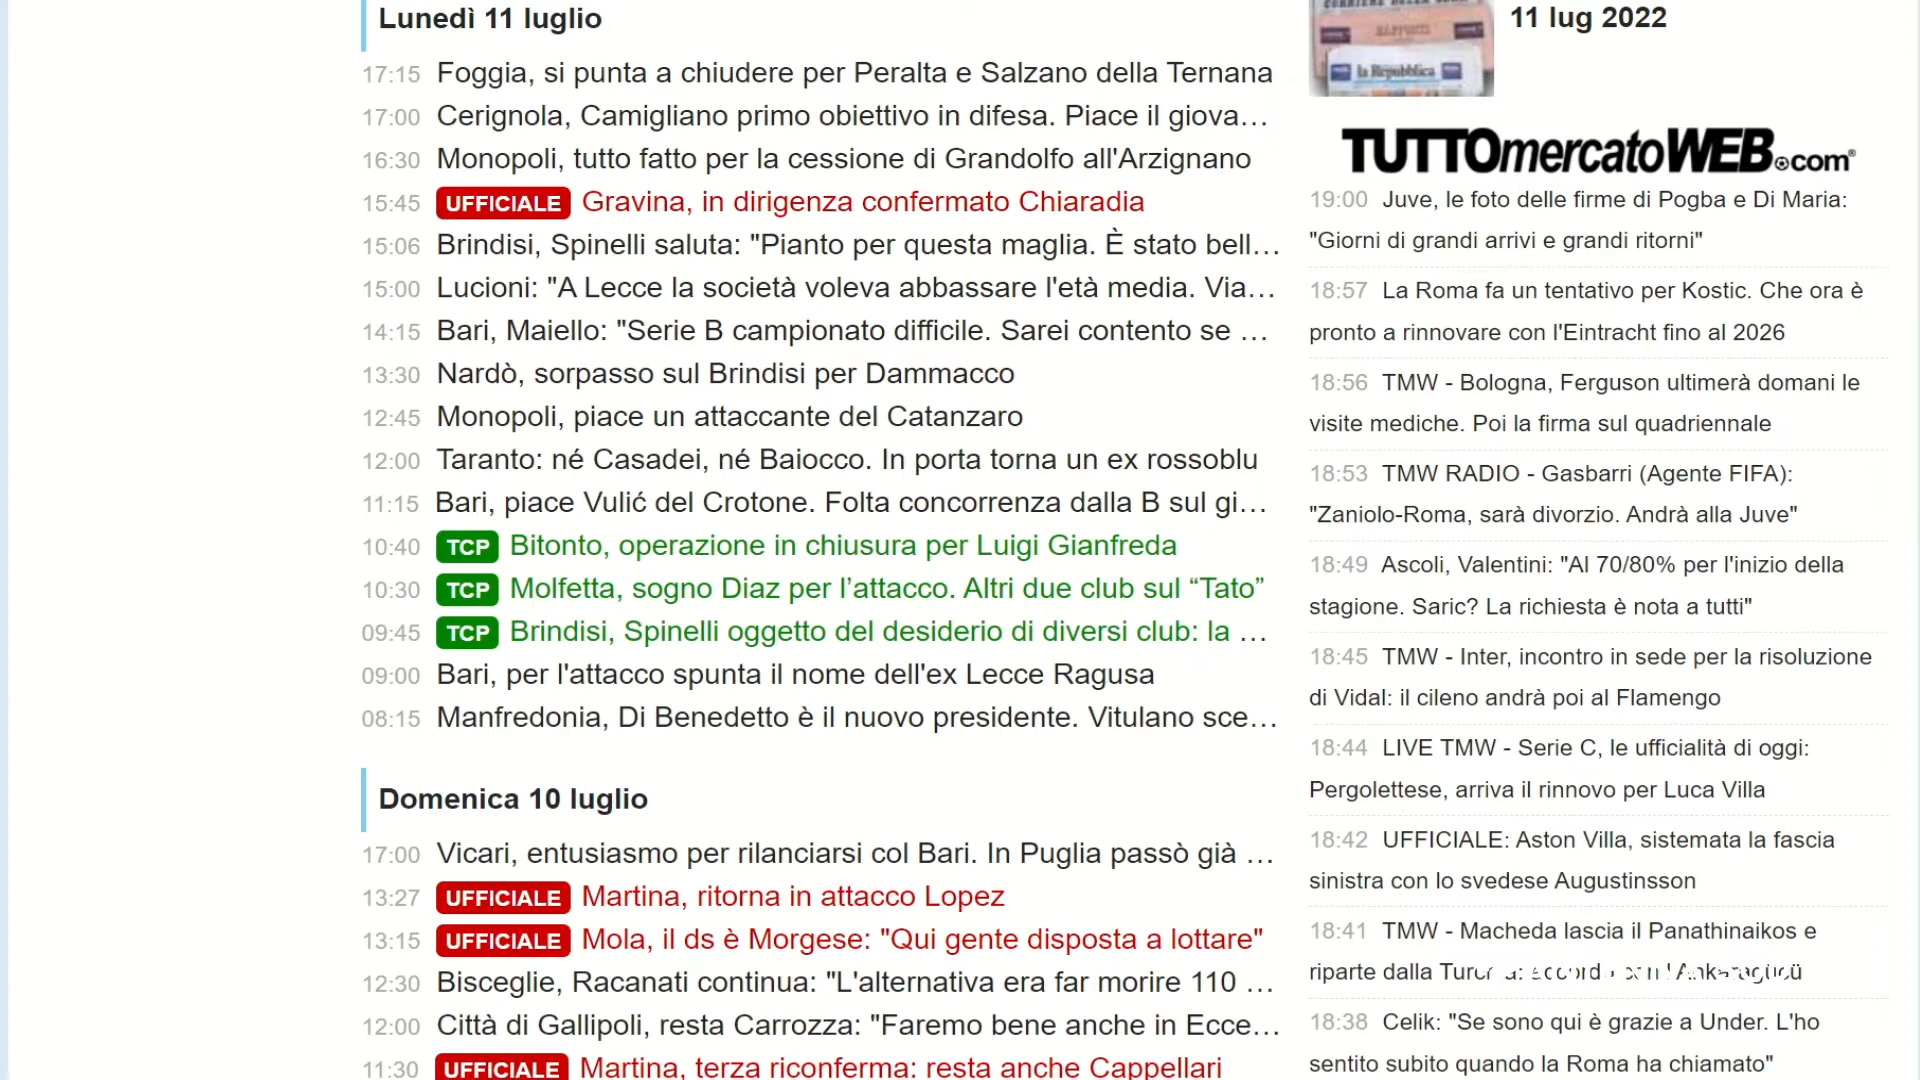 Lunedì 11 luglio
17:15 Foggia, si punta a chiudere per Peralta e Salzano della Ternana
17:00 Cerignola, Camigliano primo obiettivo in difesa. Piace il giova…
16:30 Monopoli, tutto fatto per la cessione di Grandolfo all'Arzignano
15:45 UFFICIALE Gravina, in dirigenza confermato Chiaradia
15:06 Brindisi, Spinelli saluta: "Pianto per questa maglia. È stato bell…
15:00 Lucioni: "A Lecce la società voleva abbassare l'età media. Via…
14:15 Bari, Maiello: "Serie B campionato difficile. Sarei contento se …
13:30 Nardò, sorpasso sul Brindisi per Dammacco
12:45 Monopoli, piace un attaccante del Catanzaro
12:00 Taranto: né Casadei, né Baiocco. In porta torna un ex rossoblu
11:15 Bari, piace Vulić del Crotone. Folta concorrenza dalla B sul gi…
10:40 TCP Bitonto, operazione in chiusura per Luigi Gianfreda
10:30 TCP Molfetta, sogno Diaz per l’attacco. Altri due club sul “Tato”
09:45 TCP Brindisi, Spinelli oggetto del desiderio di diversi club: la …
09:00 Bari, per l'attacco spunta il nome dell'ex Lecce Ragusa
08:15 Manfredonia, Di Benedetto è il nuovo presidente. Vitulano sce…
Domenica 10 luglio
17:00 Vicari, entusiasmo per rilanciarsi col Bari. In Puglia passò già …
13:27 UFFICIALE Martina, ritorna in attacco Lopez
13:15 UFFICIALE Mola, il ds è Morgese: "Qui gente disposta a lottare"
12:30 Bisceglie, Racanati continua: "L'alternativa era far morire 110 …
12:00 Città di Gallipoli, resta Carrozza: "Faremo bene anche in Ecce…
11:30 UFFICIALE Martina, terza riconferma: resta anche Cappellari
la Repubblica
11 lug 2022
TUTTOmercatoWEB.com®
19:00 Juve, le foto delle firme di Pogba e Di Maria:
"Giorni di grandi arrivi e grandi ritorni"
18:57 La Roma fa un tentativo per Kostic. Che ora è
pronto a rinnovare con l'Eintracht fino al 2026
18:56 TMW - Bologna, Ferguson ultimerà domani le
visite mediche. Poi la firma sul quadriennale
18:53 TMW RADIO - Gasbarri (Agente FIFA):
"Zaniolo-Roma, sarà divorzio. Andrà alla Juve"
18:49 Ascoli, Valentini: "Al 70/80% per l'inizio della
stagione. Saric? La richiesta è nota a tutti"
18:45 TMW - Inter, incontro in sede per la risoluzione
di Vidal: il cileno andrà poi al Flamengo
18:44 LIVE TMW - Serie C, le ufficialità di oggi:
Pergolettese, arriva il rinnovo per Luca Villa
18:42 UFFICIALE: Aston Villa, sistemata la fascia
sinistra con lo svedese Augustinsson
18:41 TMW - Macheda lascia il Panathinaikos e
riparte dalla
18:38 Celik: "Se sono qui è grazie a Under. L'ho
sentito subito quando la Roma ha chiamato"